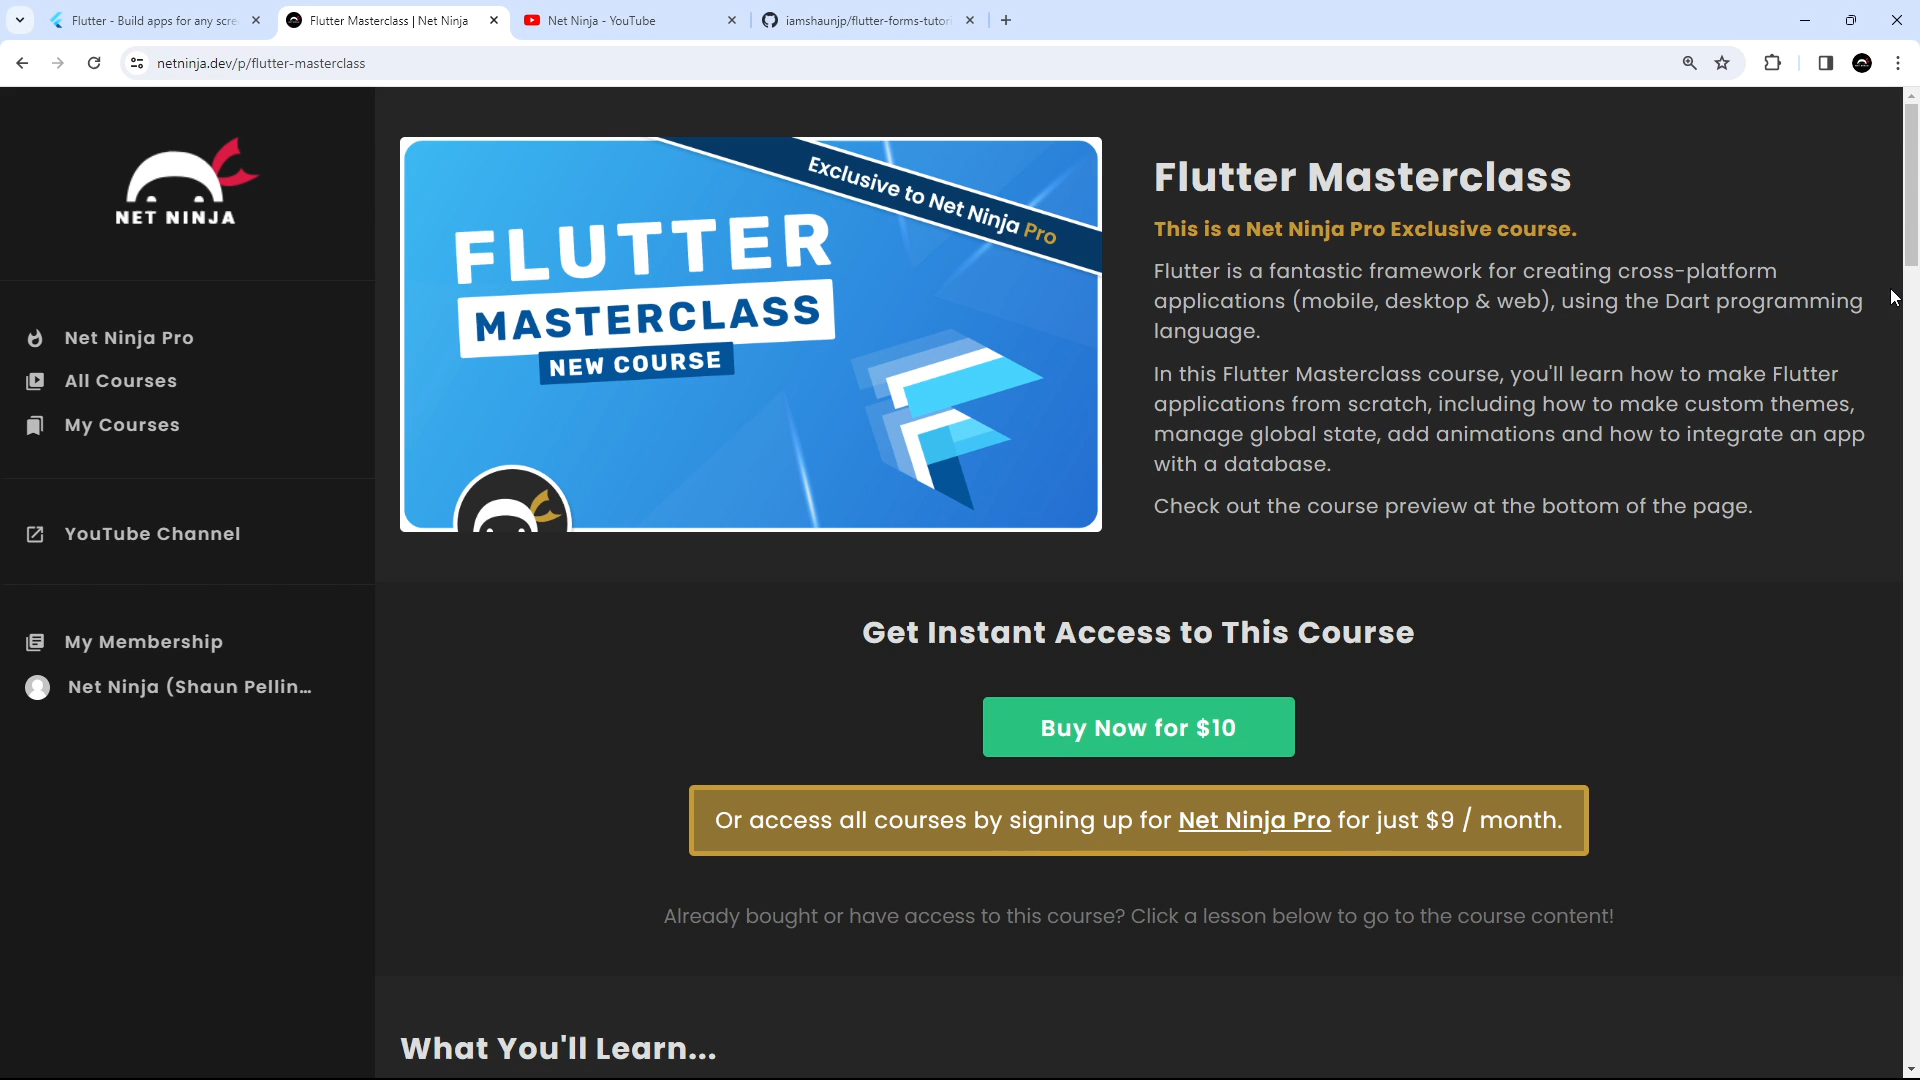 Flutter - Build apps for any scre
Flutter Masterclass | Net Ninja
Net Ninja - YouTube
iamshaunjp/flutter-forms-tutori
netninja.dev/p/flutter-masterclass
NET NINJA
Net Ninja Pro
All Courses
My Courses
YouTube Channel
My Membership
Net Ninja (Shaun Pellin...
Exclusive to Net Ninja Pro
FLUTTER
MASTERCLASS
NEW COURSE
Flutter Masterclass
This is a Net Ninja Pro Exclusive course.
Flutter is a fantastic framework for creating cross-platform
applications (mobile, desktop & web), using the Dart programming
language.
In this Flutter Masterclass course, you'll learn how to make Flutter
applications from scratch, including how to make custom themes,
manage global state, add animations and how to integrate an app
with a database.
Check out the course preview at the bottom of the page.
Get Instant Access to This Course
Buy Now for $10
Or access all courses by signing up for Net Ninja Pro for just $9 / month.
Already bought or have access to this course? Click a lesson below to go to the course content!
What You'll Learn...